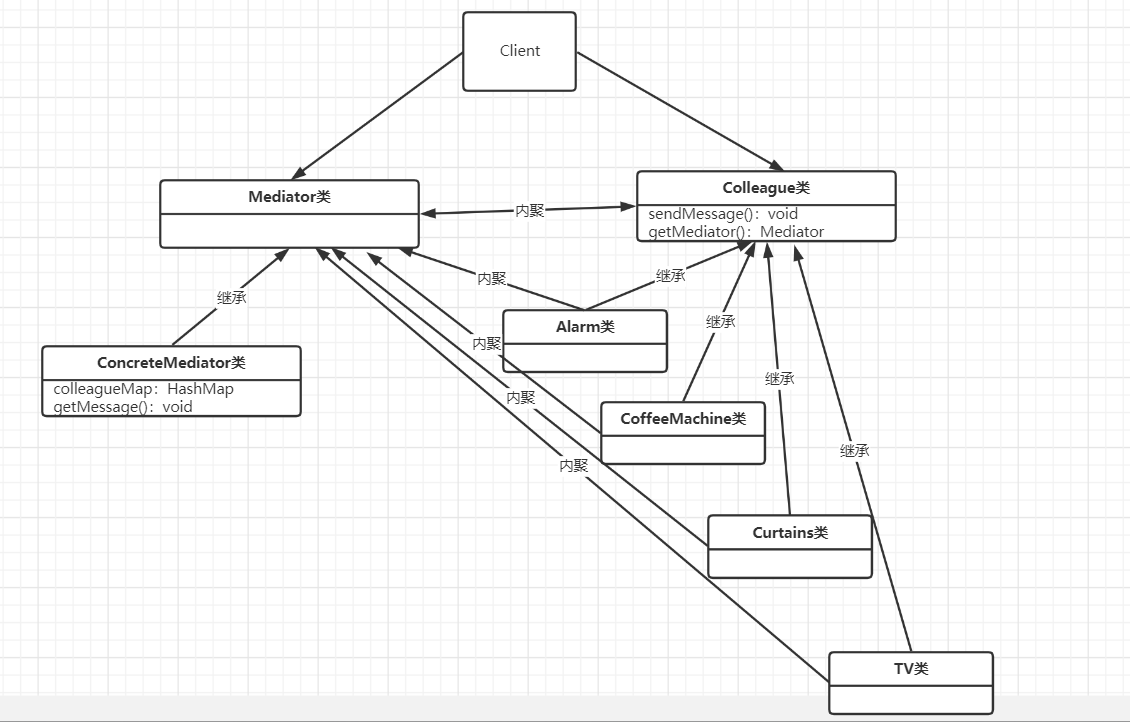 Client
Mediator类
Colleague类
sendMessage()：void
getMediator()：Mediator
内聚
内聚
继承
继承
Alarm类
继承
内聚
ConcreteMediator类
colleagueMap：HashMap
getMessage()：void
继承
内聚
CoffeeMachine类
继承
内聚
Curtains类
TV类